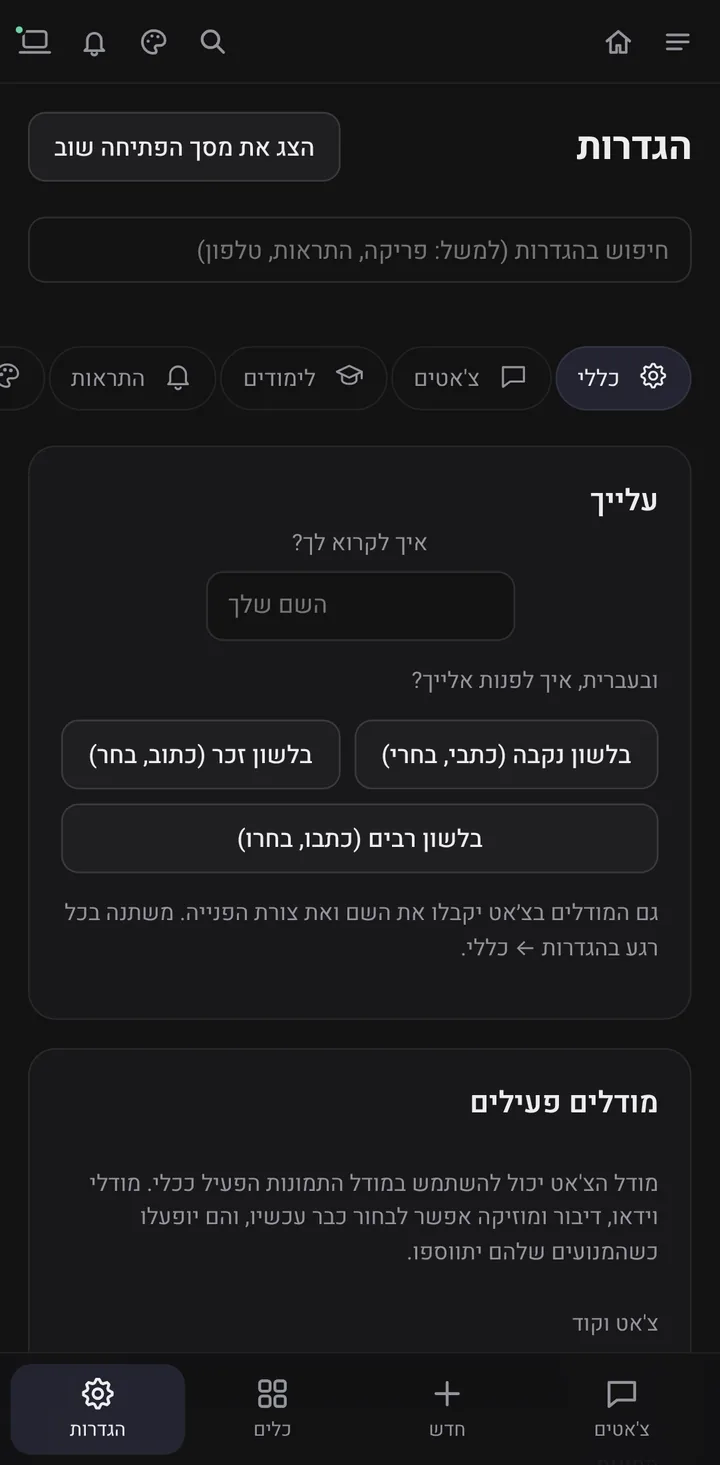 הגדרות
הצג את מסך הפתיחה שוב
חיפוש בהגדרות (למשל: פריקה, התראות, טלפון)
כללי
צ'אטים
לימודים
התראות
עלייך
איך לקרוא לך?
השם שלך
ובעברית, איך לפנות אלייך?
בלשון נקבה (כתבי, בחרי)
בלשון זכר (כתוב, בחר)
בלשון רבים (כתבו, בחרו)
גם המודלים בצ'אט יקבלו את השם ואת צורת הפנייה. משתנה בכל
רגע בהגדרות ← כללי.
מודלים פעילים
מודל הצ'אט יכול להשתמש במודל התמונות הפעיל ככלי. מודלי
וידאו, דיבור ומוזיקה אפשר לבחור כבר עכשיו, והם יופעלו
כשהמנועים שלהם יתווספו.
צ'אט וקוד
צ'אטים
חדש
כלים
הגדרות